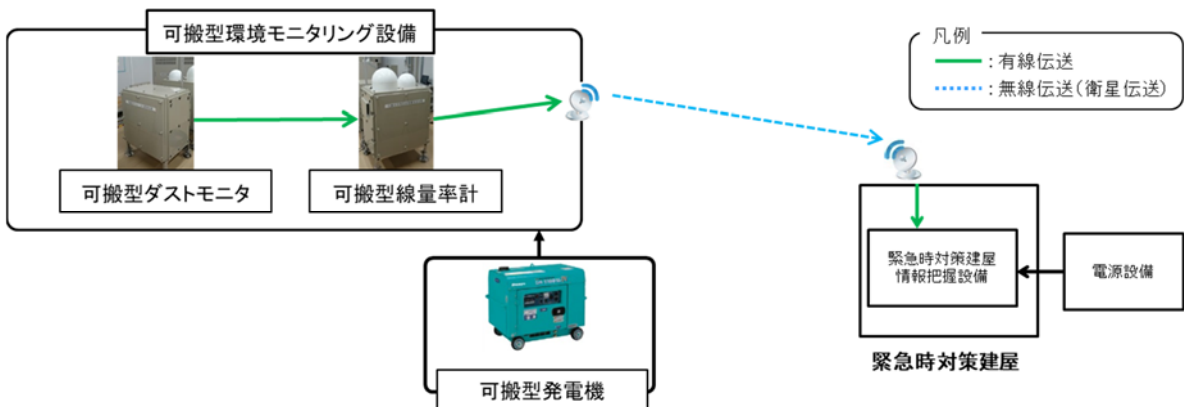 可搬型環境モニタリング設備
凡例
:有線伝送
:無線伝送(衛星伝送)
可搬型ダストモニタ
可搬型線量率計
緊急時対策建屋
情報把握設備
電源設備
緊急時対策建屋
可搬型発電機